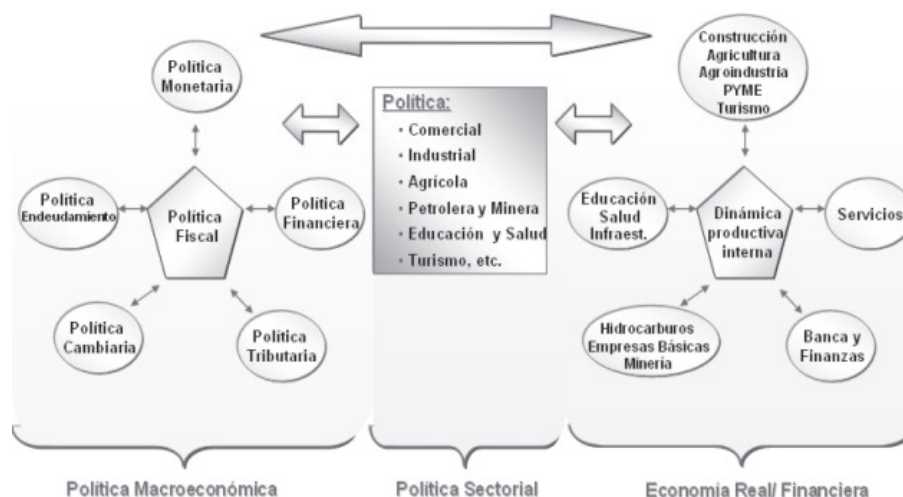 Política
Monetaria
Política
Endeudamiento
Política
Fiscal
Política
Financiera
Política
Cambiaria
Política
Tributaria
Política:
· Comercial
· Industrial
· Agrícola
· Petrolera y Minera
· Educación y Salud
· Turismo, etc.
Construcción
Agricultura
Agroindustria
PYME
Turismo
Educación
Salud
Infraest.
Dinámica
productiva
interna
Servicios
Hidrocarburos
Empresas Básicas
Minería
Banca y
Finanzas
Política Macroeconómica
Política Sectorial
Economía Real/ Financiera